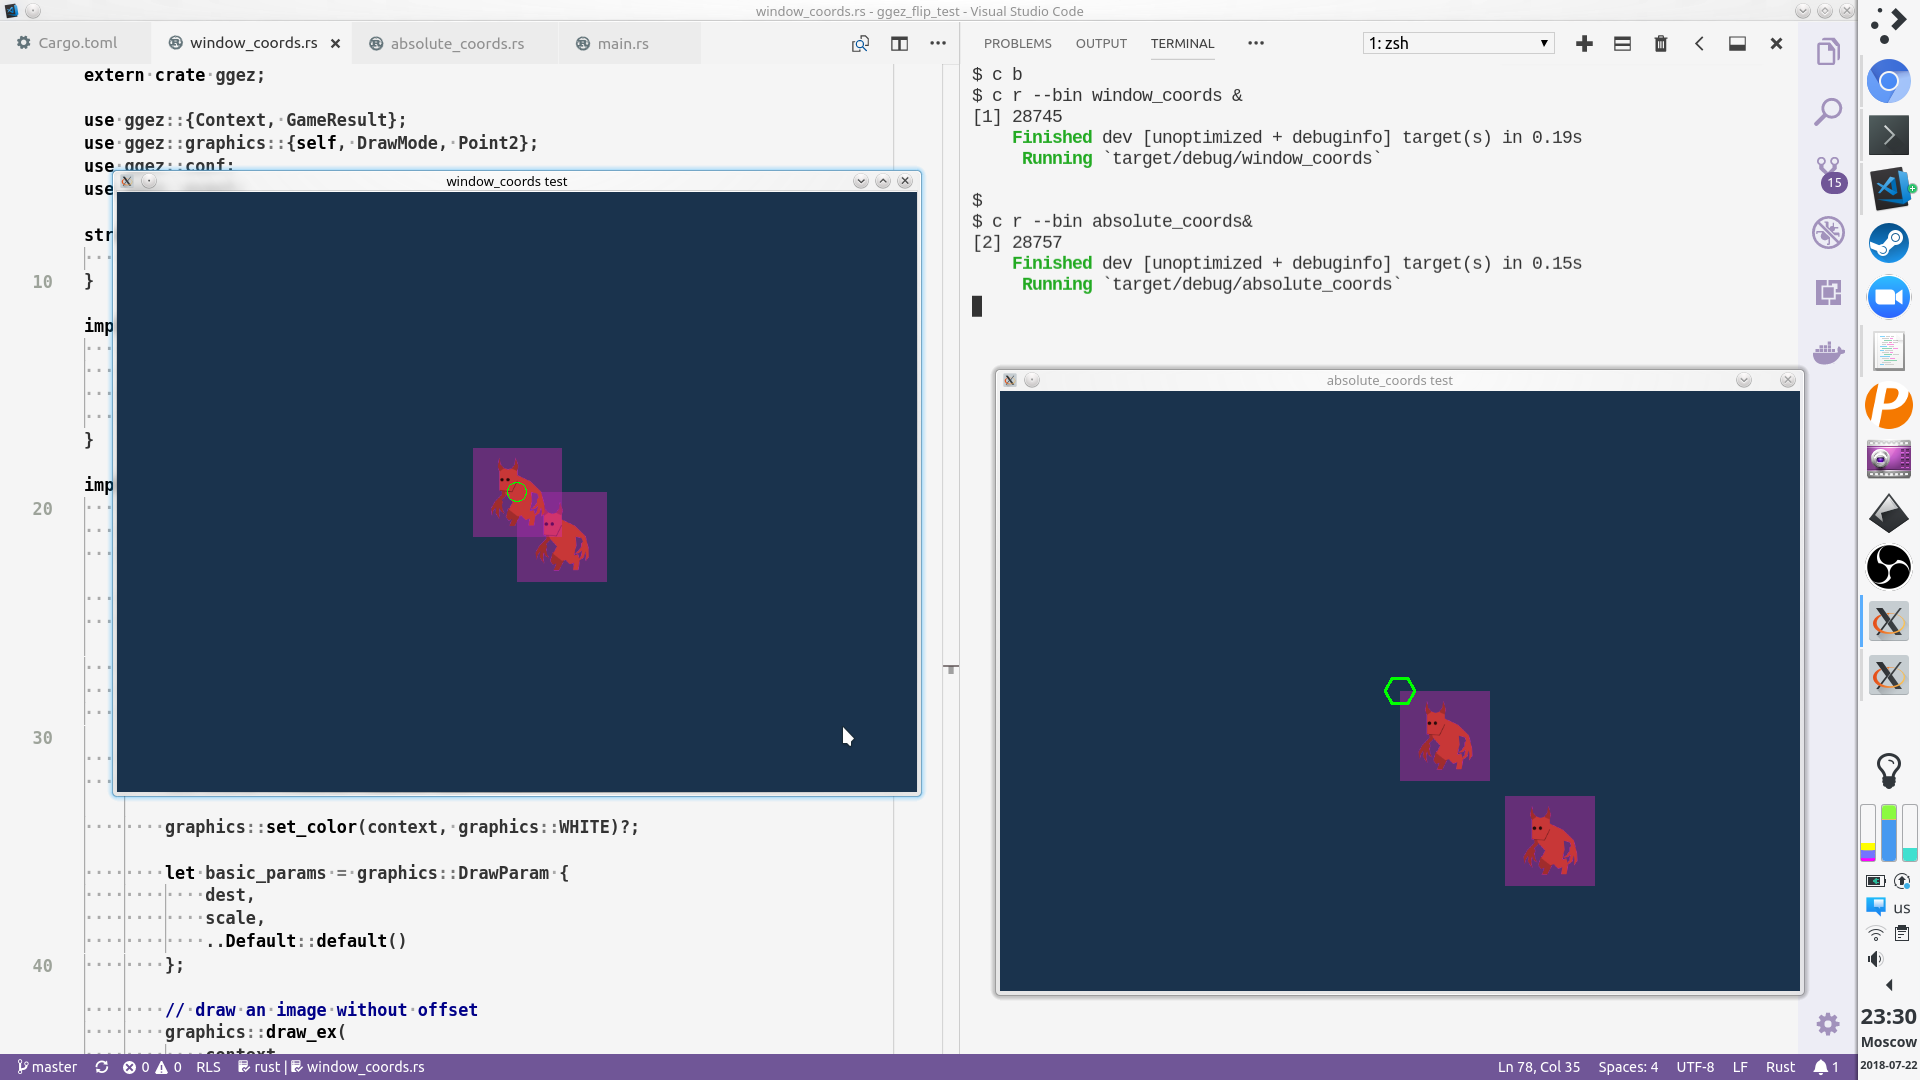 window_coords.rs - ggez_flip_test - Visual Studio Code
Cargo.toml
window_coords.rs
absolute_coords.rs
main.rs
extern crate ggez;
use ggez::{Context, GameResult};
use ggez::graphics::{self, DrawMode, Point2};
use ggez::conf;
use
str
10 }
imp
}
imp
20
30
window_coords test
graphics::set_color(context, graphics::WHITE)?;
let basic_params = graphics::DrawParam {
dest,
scale,
..Default::default()
40 };
// draw an image without offset
graphics::draw_ex(
context
PROBLEMS
OUTPUT
TERMINAL
1: zsh
$ c b
$ c r --bin window_coords &
[1] 28745
Finished dev [unoptimized + debuginfo] target(s) in 0.19s
Running `target/debug/window_coords`
$
$ c r --bin absolute_coords&
[2] 28757
Finished dev [unoptimized + debuginfo] target(s) in 0.15s
Running `target/debug/absolute_coords`
absolute_coords test
15
us
23:30
Moscow
2018-07-22
master
0
0
RLS
rust
window_coords.rs
Ln 78, Col 35
Spaces: 4
UTF-8
LF
Rust
1